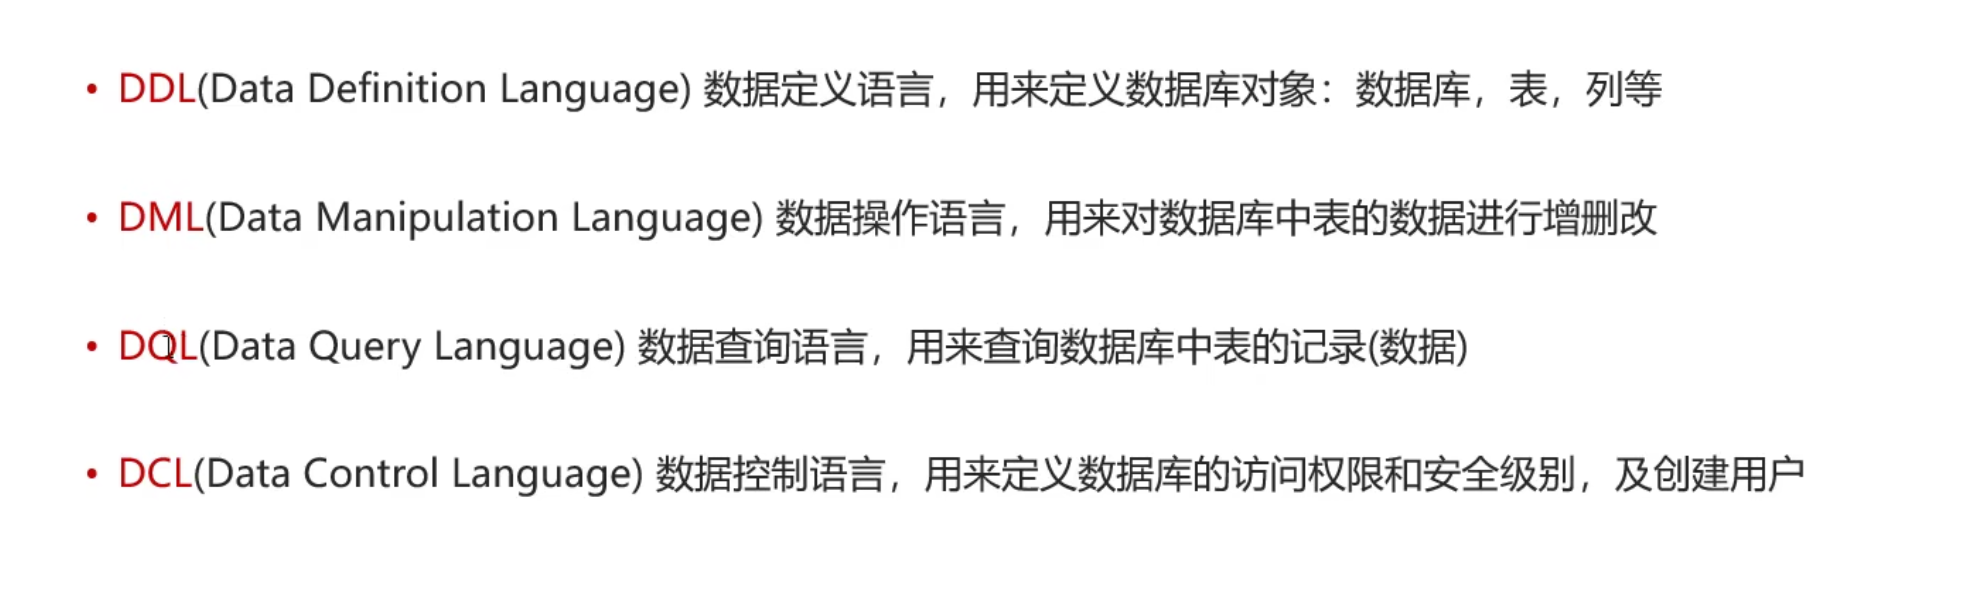 • DDL(Data Definition Language) 数据定义语言，用来定义数据库对象：数据库，表，列等
• DML(Data Manipulation Language) 数据操作语言，用来对数据库中表的数据进行增删改
• DQL(Data Query Language) 数据查询语言，用来查询数据库中表的记录(数据)
• DCL(Data Control Language) 数据控制语言，用来定义数据库的访问权限和安全级别，及创建用户